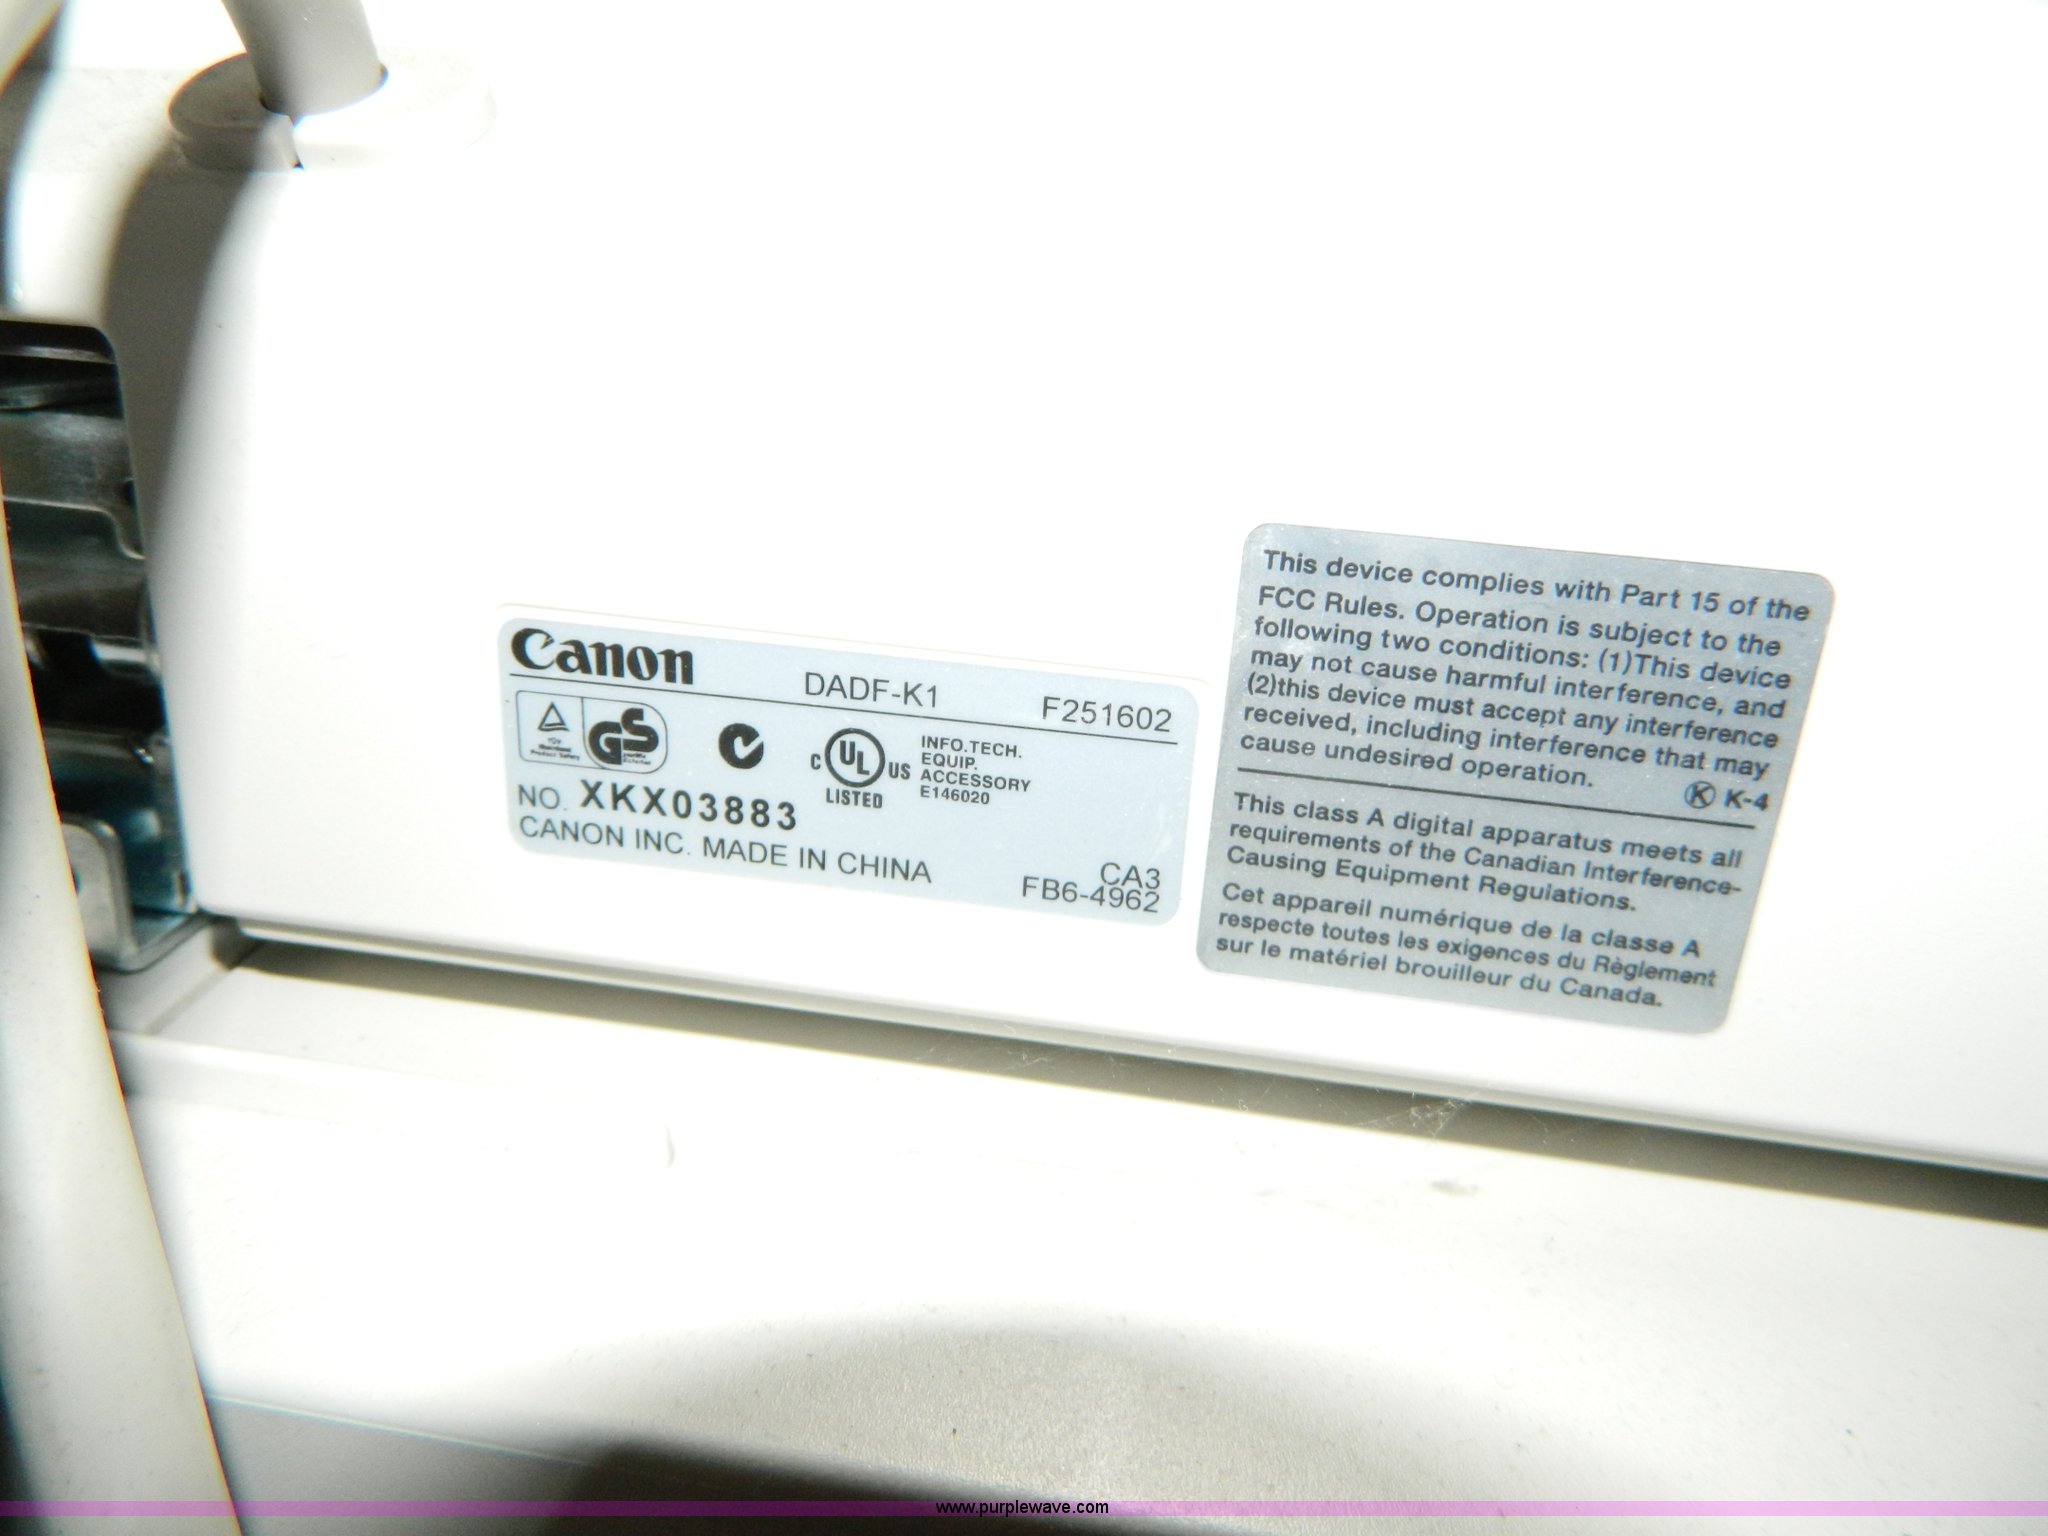 Canon DADF-K1 F251602
GS
C UL US
LISTED
INFO.TECH.
EQUIP.
ACCESSORY
E146020
NO. XKX03883
CANON INC. MADE IN CHINA
CA3
FB6-4962
This device complies with Part 15 of the
FCC Rules. Operation is subject to the
following two conditions: (1)This device
may not cause harmful interference, and
(2)this device must accept any interference
received, including interference that may
cause undesired operation.
K K-4
This class A digital apparatus meets all
requirements of the Canadian Interference-
Causing Equipment Regulations.
Cet appareil numérique de la classe A
respecte toutes les exigences du Règlement
sur le matériel brouilleur du Canada.
www.purplewave.com